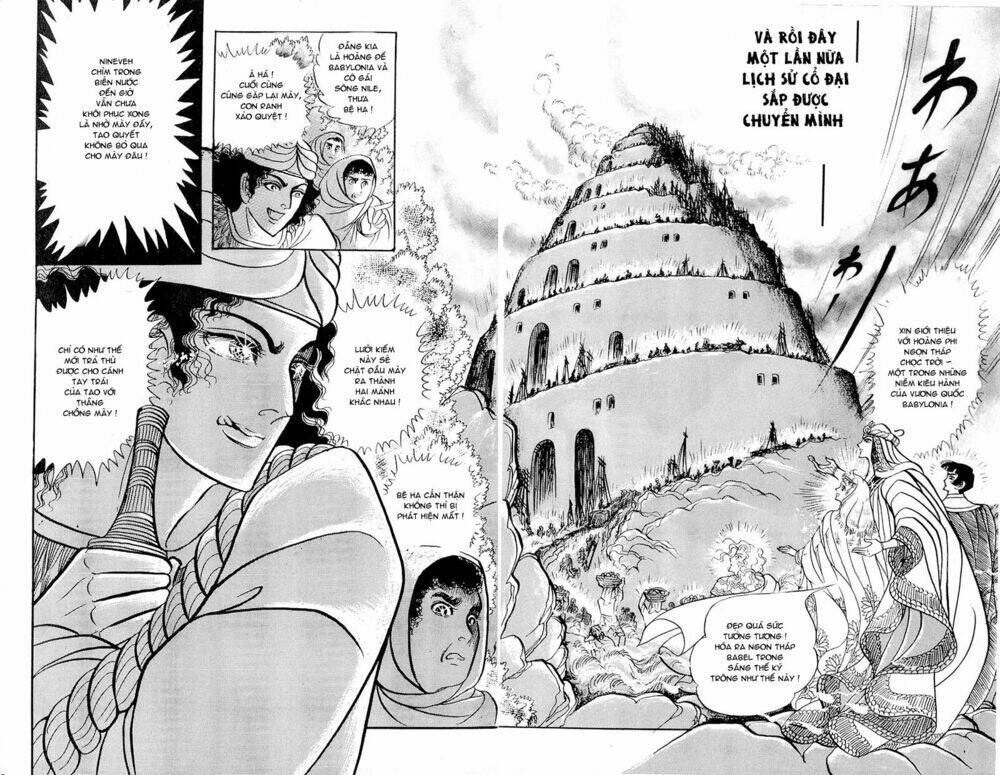 NINEVEH
CHÌM TRONG
BIỂN NƯỚC
ĐẾN GIỜ
VẪN CHƯA
KHÔI PHỤC XONG
LÀ NHỜ MÀY ĐẤY,
TAO QUYẾT
KHÔNG BỎ QUA
CHO MÀY ĐÂU !
À HÁ !
CUỐI CÙNG
CŨNG GẶP LẠI MÀY,
CON RANH
XẢO QUYỆT !
ĐẰNG KIA
LÀ HOÀNG ĐẾ
BABYLONIA VÀ
CÔ GÁI
SÔNG NILE,
THƯA
BỆ HẠ !
CHỈ CÓ NHƯ THẾ
MỚI TRẢ THÙ
ĐƯỢC CHO CÁNH
TAY TRÁI
CỦA TAO VỚI
THẰNG
CHỒNG MÀY !
LƯỠI KIẾM
NÀY SẼ
CHẶT ĐẦU MÀY
RA THÀNH
HAI MẢNH
KHÁC NHAU !
BỆ HẠ CẨN THẬN
KHÔNG THÌ BỊ
PHÁT HIỆN MẤT !
VÀ RỒI ĐÂY
MỘT LẦN NỮA
LỊCH SỬ CỔ ĐẠI
SẮP ĐƯỢC
CHUYỂN MÌNH
わあ
わー
XIN GIỚI THIỆU
VỚI HOÀNG PHI
NGỌN THÁP
CHỌC TRỜI -
MỘT TRONG NHỮNG
NIỀM KIÊU HÃNH
CỦA VƯƠNG QUỐC
BABYLONIA !
ĐẸP QUÁ SỨC
TƯỞNG TƯỢNG !
HÓA RA NGỌN THÁP
BABEL TRONG
SÁNG THẾ KÝ
TRÔNG NHƯ THẾ NÀY !